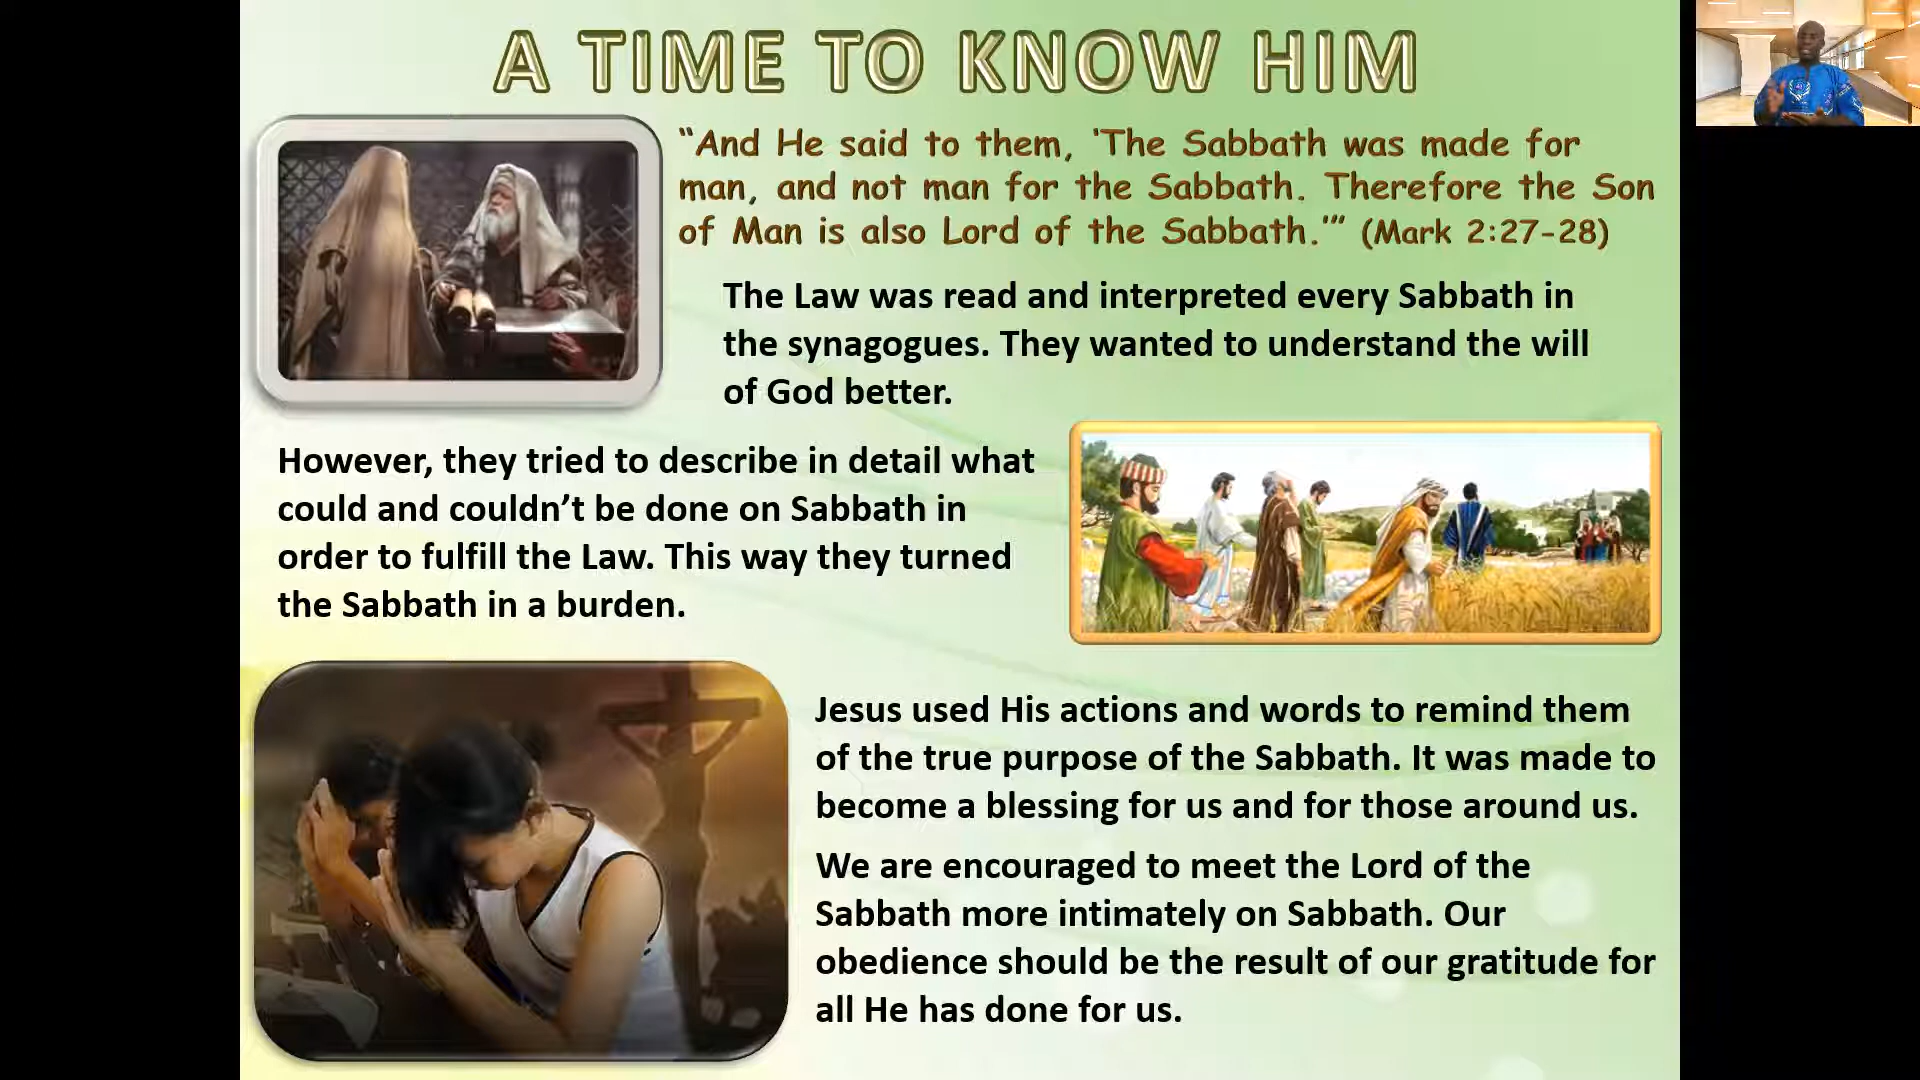 A TIME TO KNOW HIM
“And He said to them, ‘The Sabbath was made for
man, and not man for the Sabbath. Therefore the Son
of Man is also Lord of the Sabbath.’” (Mark 2:27-28)
The Law was read and interpreted every Sabbath in
the synagogues. They wanted to understand the will
of God better.
However, they tried to describe in detail what
could and couldn’t be done on Sabbath in
order to fulfill the Law. This way they turned
the Sabbath in a burden.
Jesus used His actions and words to remind them
of the true purpose of the Sabbath. It was made to
become a blessing for us and for those around us.
We are encouraged to meet the Lord of the
Sabbath more intimately on Sabbath. Our
obedience should be the result of our gratitude for
all He has done for us.